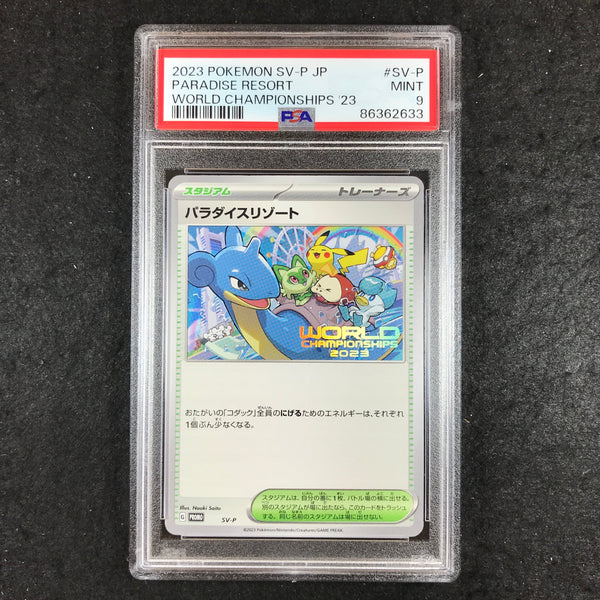 2023 POKEMON SV-P JP #SV-P
PARADISE RESORT MINT
WORLD CHAMPIONSHIPS '23 9
PSA 86362633
スタジアム トレーナーズ
パラダイスリゾート
WORLD
CHAMPIONSHIPS
2023
おたがいの「コダック」全員のにげるためのエネルギーは、それぞれ
1個ぶん少なくなる。
スタジアムは、自分の番に1枚、バトル場の横に出せる。
別のスタジアムが場に出たなら、このカードをトラッシュ
する。同じ名前のスタジアムは場に出せない。
Illus. Naoki Saito
G PROMO SV-P
©2023 Pokémon/Nintendo/Creatures/GAME FREAK.